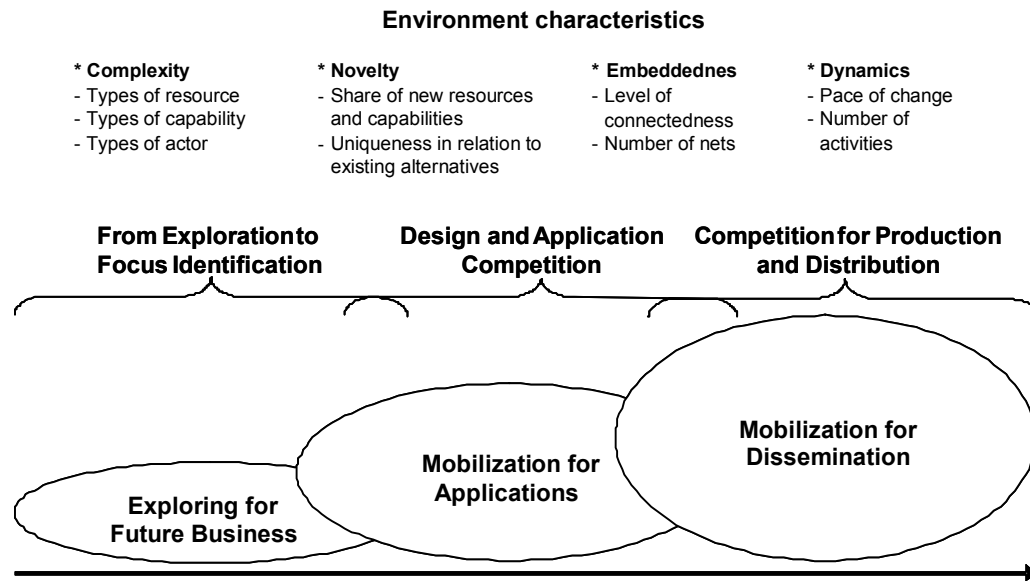 Environment characteristics
* Complexity
- Types of resource
- Types of capability
- Types of actor
* Novelty
- Share of new resources
and capabilities
- Uniqueness in relation to
existing alternatives
* Embeddednes
- Level of
connectedness
- Number of nets
* Dynamics
- Pace of change
- Number of
activities
From Exploration to
Focus Identification
Design and Application
Competition
Competition for Production
and Distribution
Exploring for
Future Business
Mobilization for
Applications
Mobilization for
Dissemination